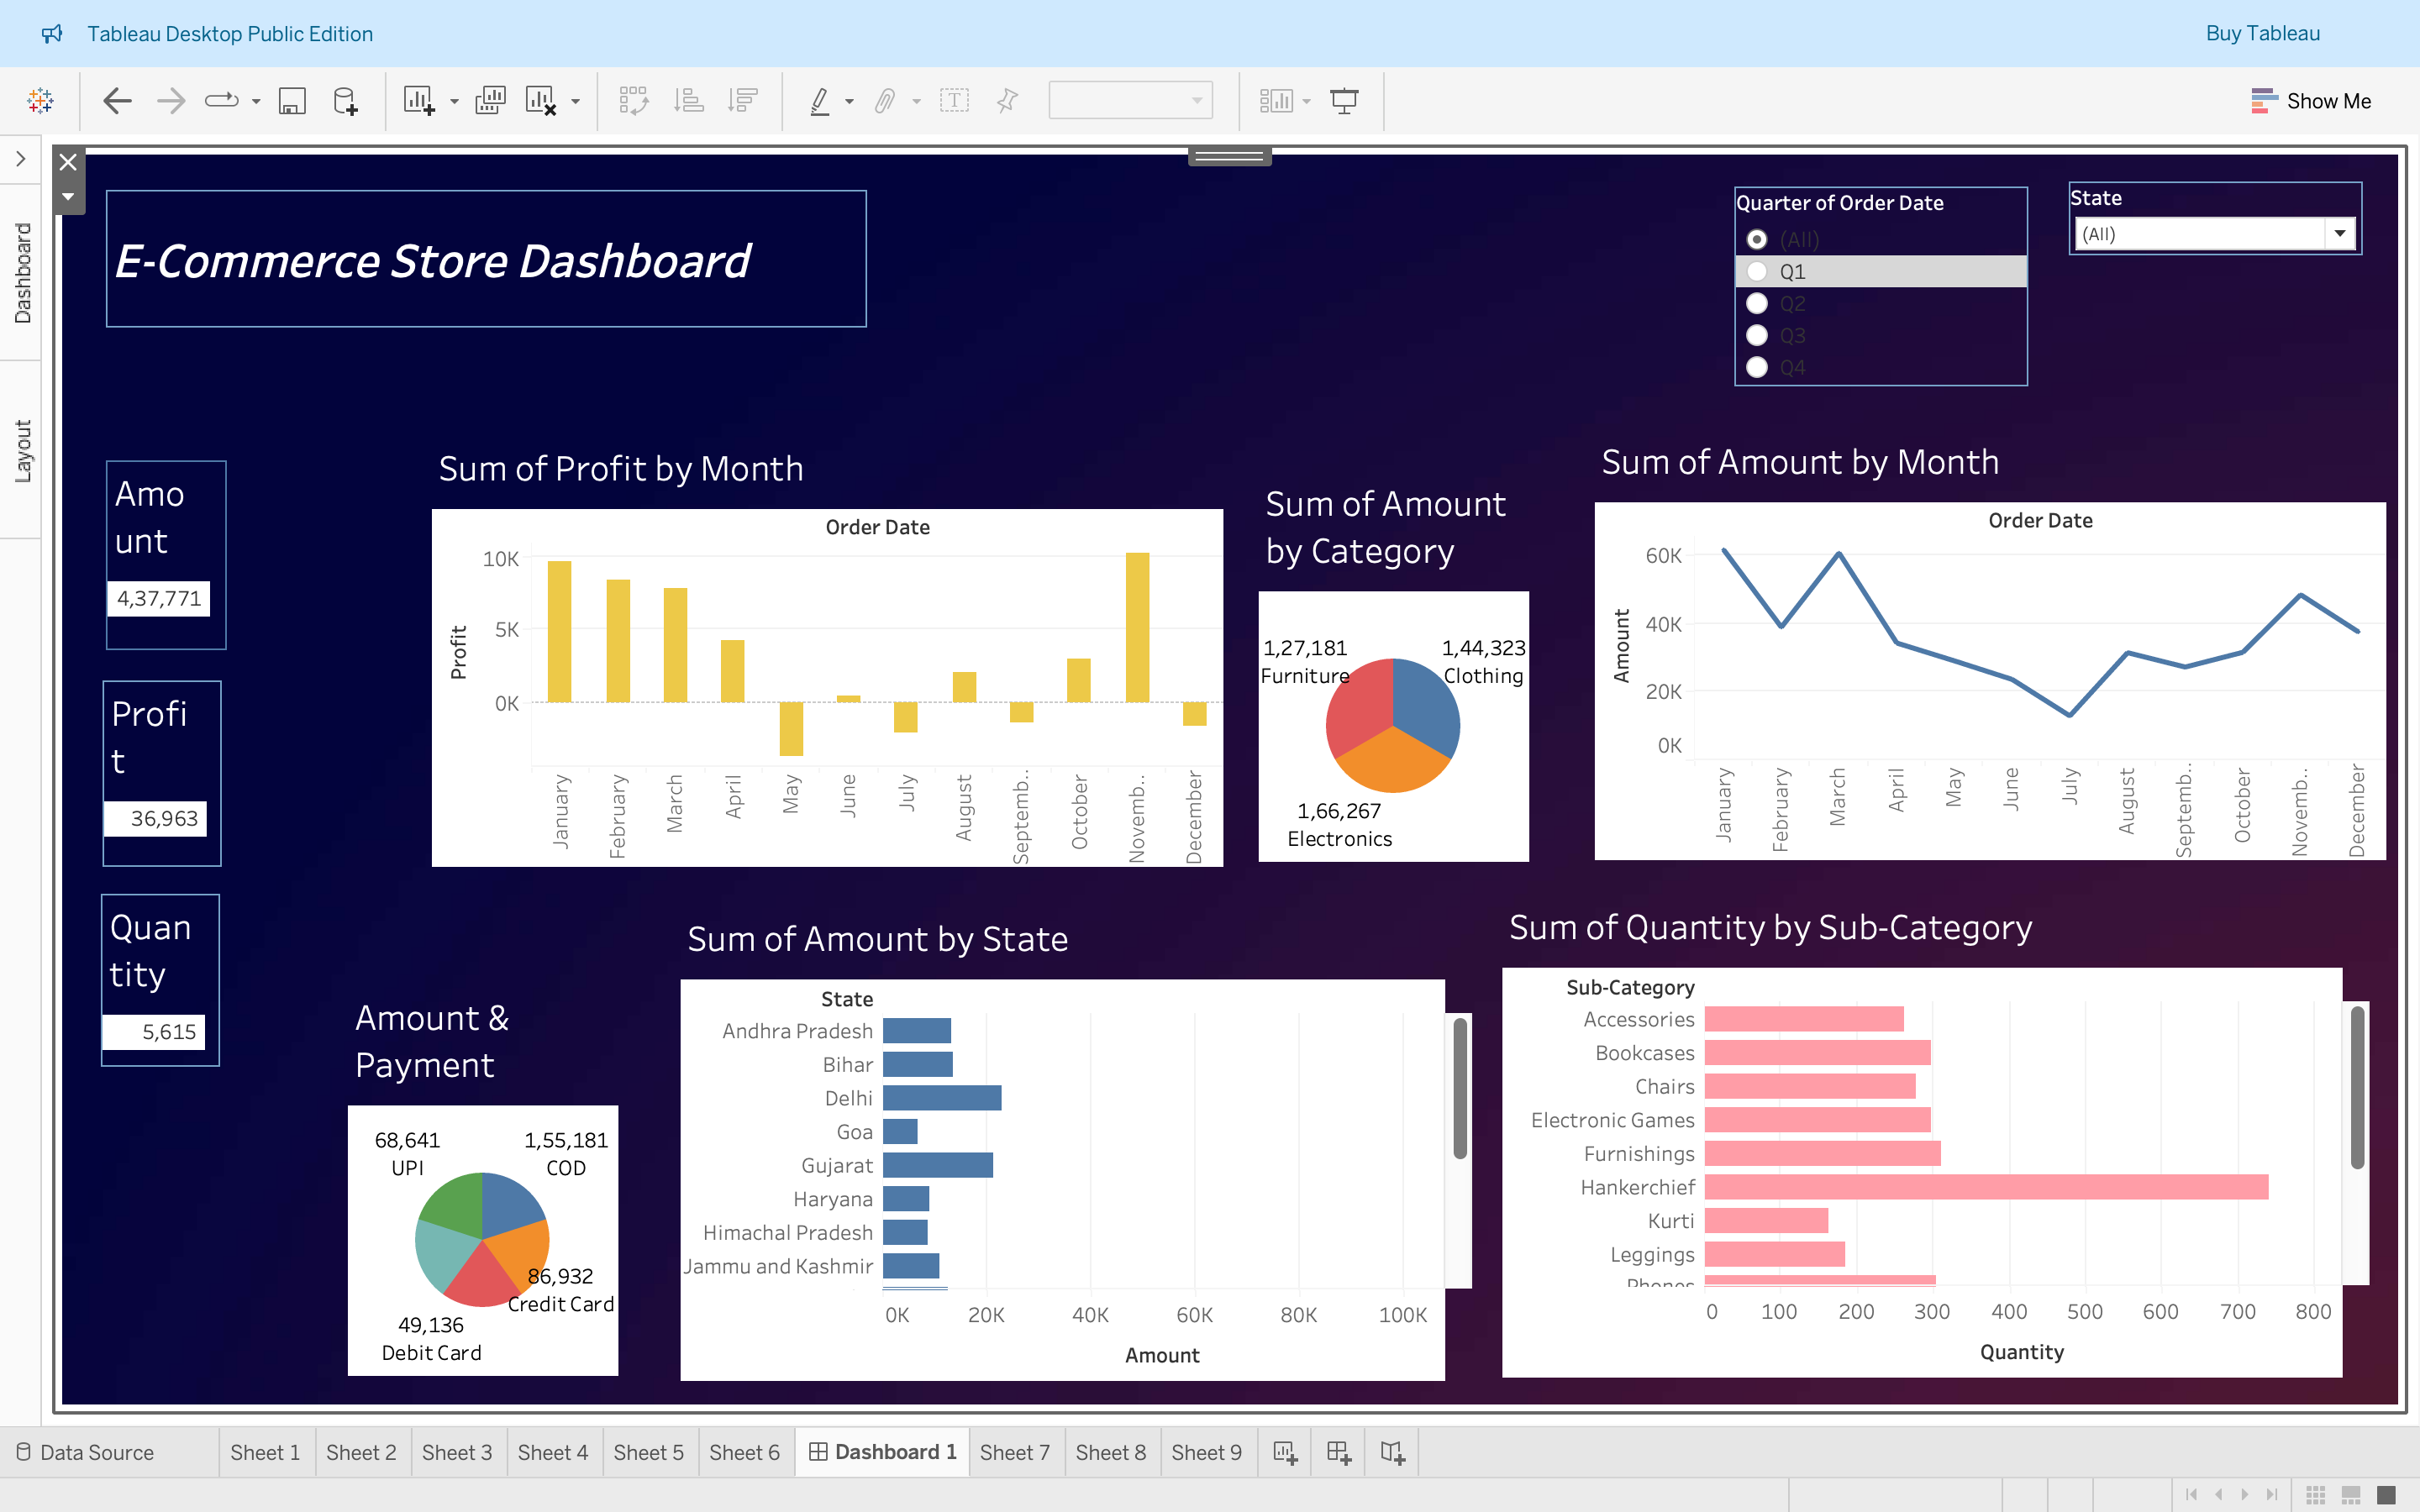 Tableau Desktop Public Edition
Buy Tableau
Show Me
Dashboard
Layout
E-Commerce Store Dashboard
Quarter of Order Date
(All)
Q1
Q2
Q3
Q4
State
(All)
Amo
unt
4,37,771
Profi
t
36,963
Quan
tity
5,615
Sum of Profit by Month
Order Date
Profit
10K
5K
0K
January
February
March
April
May
June
July
August
Septemb..
October
Novemb..
December
Sum of Amount
by Category
1,27,181
Furniture
1,44,323
Clothing
1,66,267
Electronics
Sum of Amount by Month
Order Date
Amount
60K
40K
20K
0K
January
February
March
April
May
June
July
August
Septemb..
October
Novemb..
December
Amount &
Payment
68,641
UPI
1,55,181
COD
86,932
Credit Card
49,136
Debit Card
Sum of Amount by State
State
Andhra Pradesh
Bihar
Delhi
Goa
Gujarat
Haryana
Himachal Pradesh
Jammu and Kashmir
0K 20K 40K 60K 80K 100K
Amount
Sum of Quantity by Sub-Category
Sub-Category
Accessories
Bookcases
Chairs
Electronic Games
Furnishings
Hankerchief
Kurti
Leggings
Phones
0 100 200 300 400 500 600 700 800
Quantity
Data Source
Sheet 1
Sheet 2
Sheet 3
Sheet 4
Sheet 5
Sheet 6
Dashboard 1
Sheet 7
Sheet 8
Sheet 9